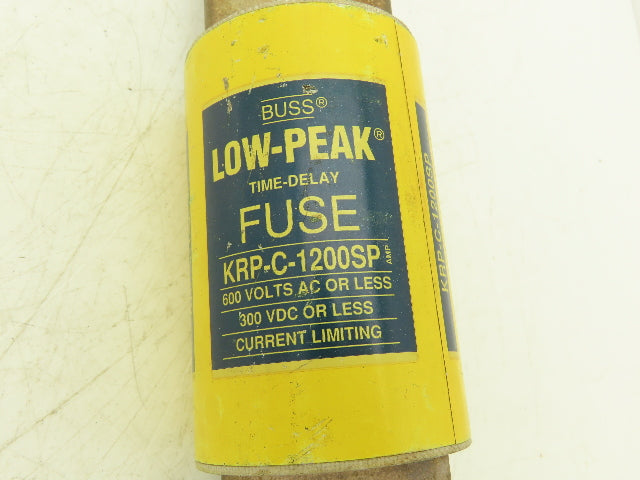 BUSS®
LOW-PEAK®
TIME-DELAY
FUSE
KRP-C-1200SP AMP
600 VOLTS AC OR LESS
300 VDC OR LESS
CURRENT LIMITING
KRP-C-1200SP